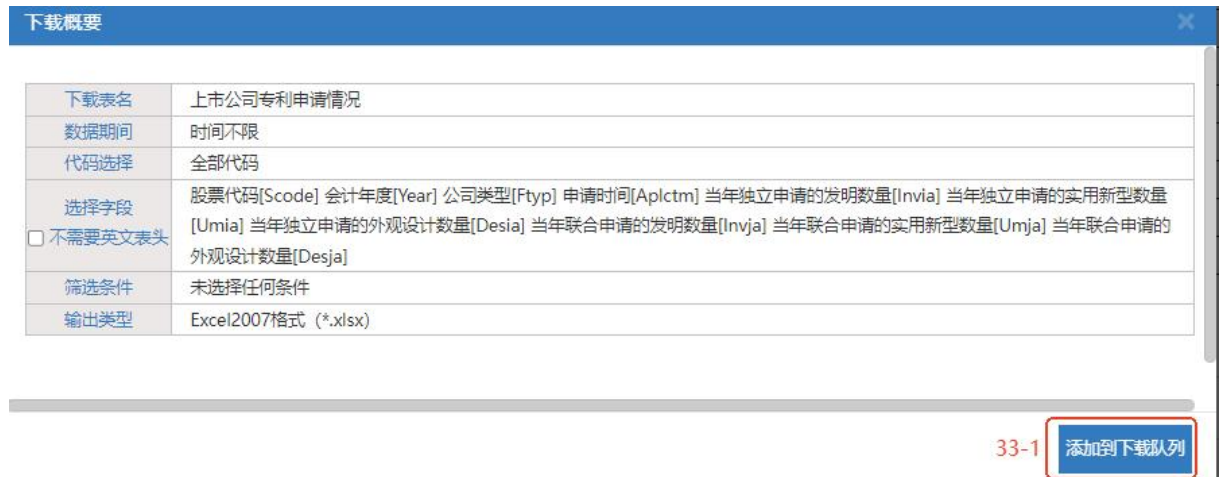 下载概要
下载表名 上市公司专利申请情况
数据期间 时间不限
代码选择 全部代码
选择字段 不需要英文表头 股票代码[Scode] 会计年度[Year] 公司类型[Ftyp] 申请时间[Aplctm] 当年独立申请的发明数量[Invia] 当年独立申请的实用新型数量
[Umia] 当年独立申请的外观设计数量[Desia] 当年联合申请的发明数量[Invja] 当年联合申请的实用新型数量[Umja] 当年联合申请的
外观设计数量[Desja]
筛选条件 未选择任何条件
输出类型 Excel2007格式 (*.xlsx)
33-1 添加到下载队列